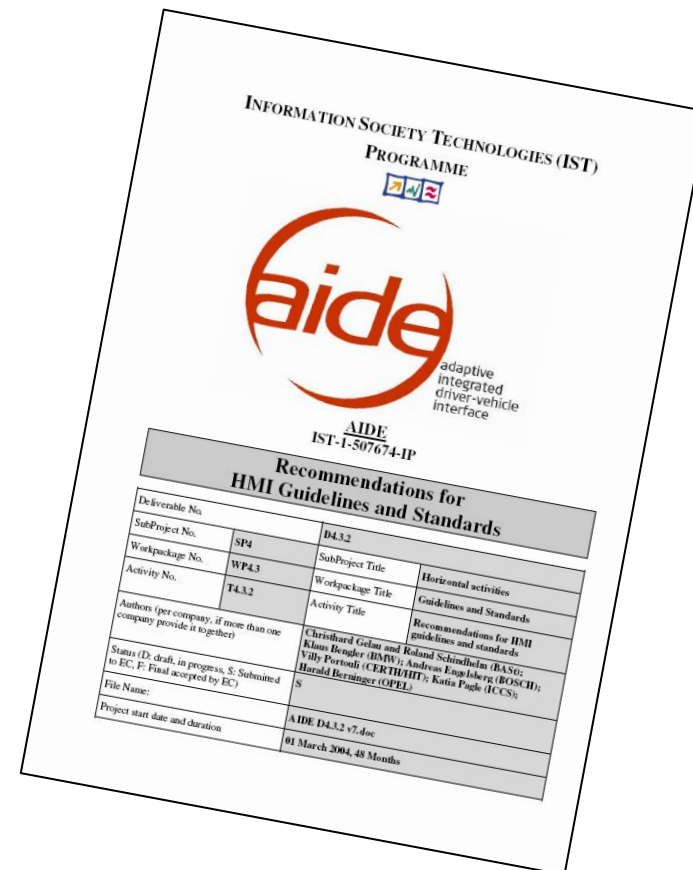 INFORMATION SOCIETY TECHNOLOGIES (IST)
PROGRAMME
aide
adaptive
integrated
driver-vehicle
interface
AIDE
IST-1-507674-IP
Recommendations for
HMI Guidelines and Standards
Deliverable No.
D4.3.2
SubProject No.
SP4
SubProject Title
Horizontal activities
Workpackage No.
WP4.3
Workpackage Title
Guidelines and Standards
Activity No.
T4.3.2
Activity Title
Recommendations for HMI
guidelines and standards
Authors (per company, if more than one
company provide it together)
Christhard Gelau and Roland Schindhelm (BASt);
Klaus Bengler (BMW); Andreas Engelsberg (BOSCH);
Villy Portouli (CERTH/HIT); Katia Pagle (ICCS);
Harald Berninger (OPEL)
Status (D: draft, in progress, S: Submitted
to EC, F: Final accepted by EC)
S
File Name:
AIDE D4.3.2 v7.doc
Project start date and duration
01 March 2004, 48 Months